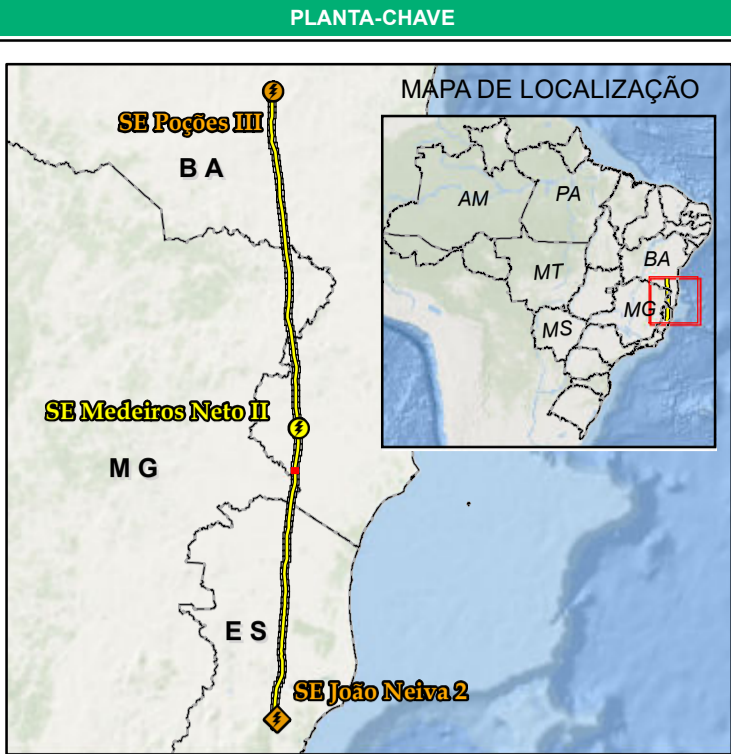 PLANTA-CHAVE
MAPA DE LOCALIZAÇÃO
SE Poções III
B A
AM
PA
BA
MT
MG
MS
SE Medeiros Neto II
M G
E S
SE João Neiva 2